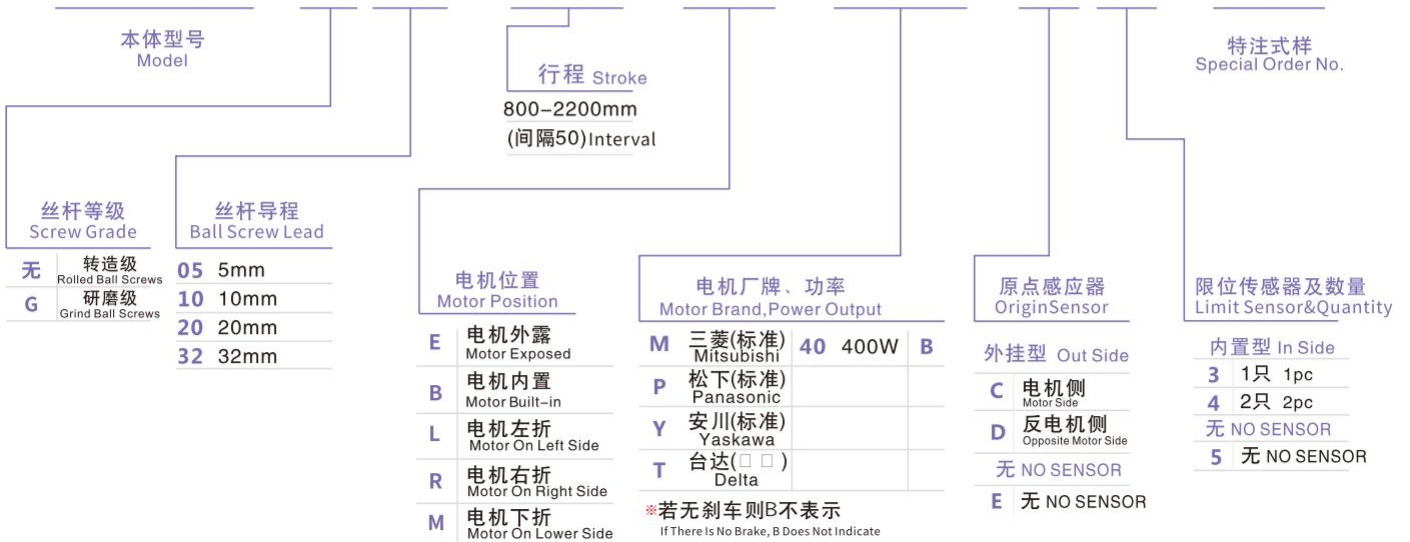 本体型号
Model
行程 Stroke
800–2200mm
(间隔50)Interval
特注式样
Special Order No.
丝杆等级
Screw Grade
无 转造级
Rolled Ball Screws
G 研磨级
Grind Ball Screws
丝杆导程
Ball Screw Lead
05 5mm
10 10mm
20 20mm
32 32mm
电机位置
Motor Position
E 电机外露
Motor Exposed
B 电机内置
Motor Built–in
L 电机左折
Motor On Left Side
R 电机右折
Motor On Right Side
M 电机下折
Motor On Lower Side
电机厂牌、功率
Motor Brand,Power Output
M 三菱(标准) 40 400W B
Mitsubishi
P 松下(标准)
Panasonic
Y 安川(标准)
Yaskawa
T 台达(□ □ )
Delta
※若无刹车则B不表示
If There Is No Brake, B Does Not Indicate
原点感应器
OriginSensor
外挂型 Out Side
C 电机侧
Motor Side
D 反电机侧
Opposite Motor Side
无 NO SENSOR
E 无 NO SENSOR
限位传感器及数量
Limit Sensor&Quantity
内置型 In Side
3 1只 1pc
4 2只 2pc
无 NO SENSOR
5 无 NO SENSOR